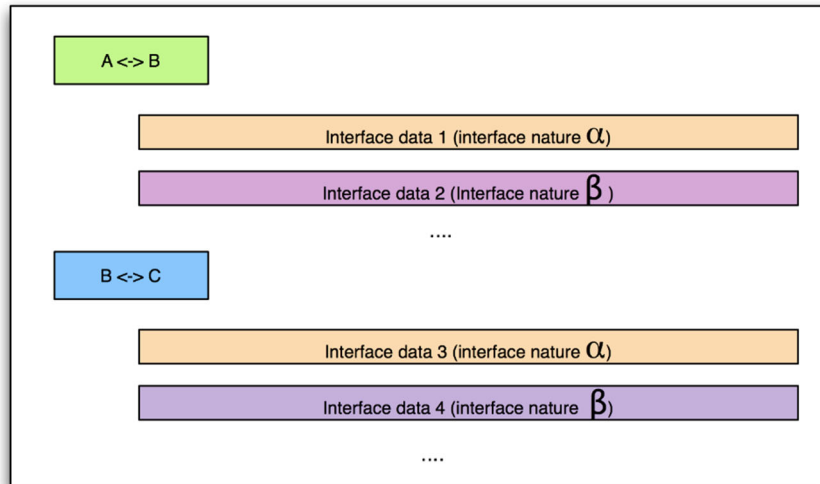 A <-> B
Interface data 1 (interface nature α)
Interface data 2 (Interface nature β )
....
B <-> C
Interface data 3 (interface nature α)
Interface data 4 (interface nature β)
....